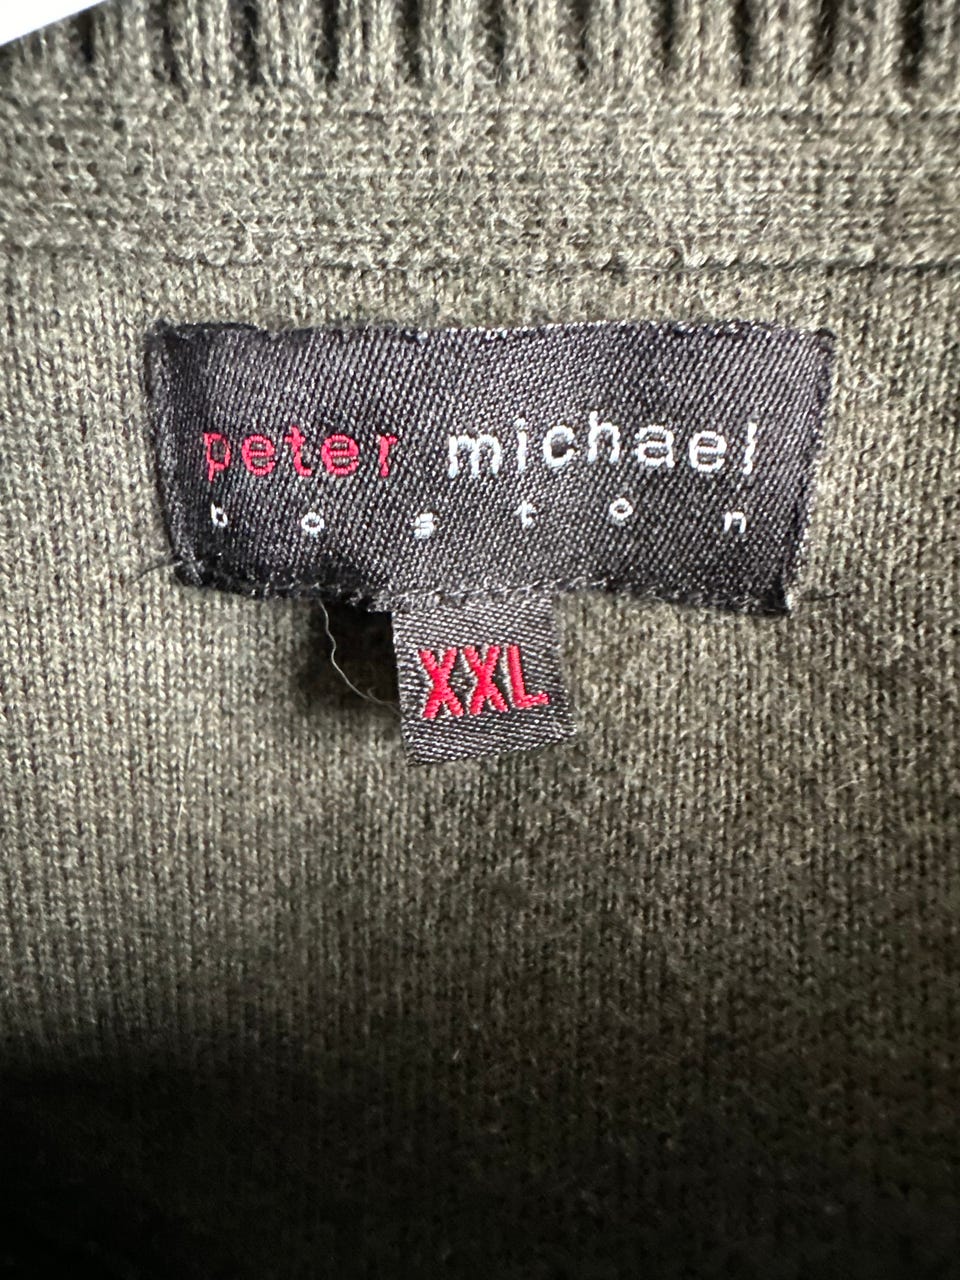 peter michael
boston
XXL